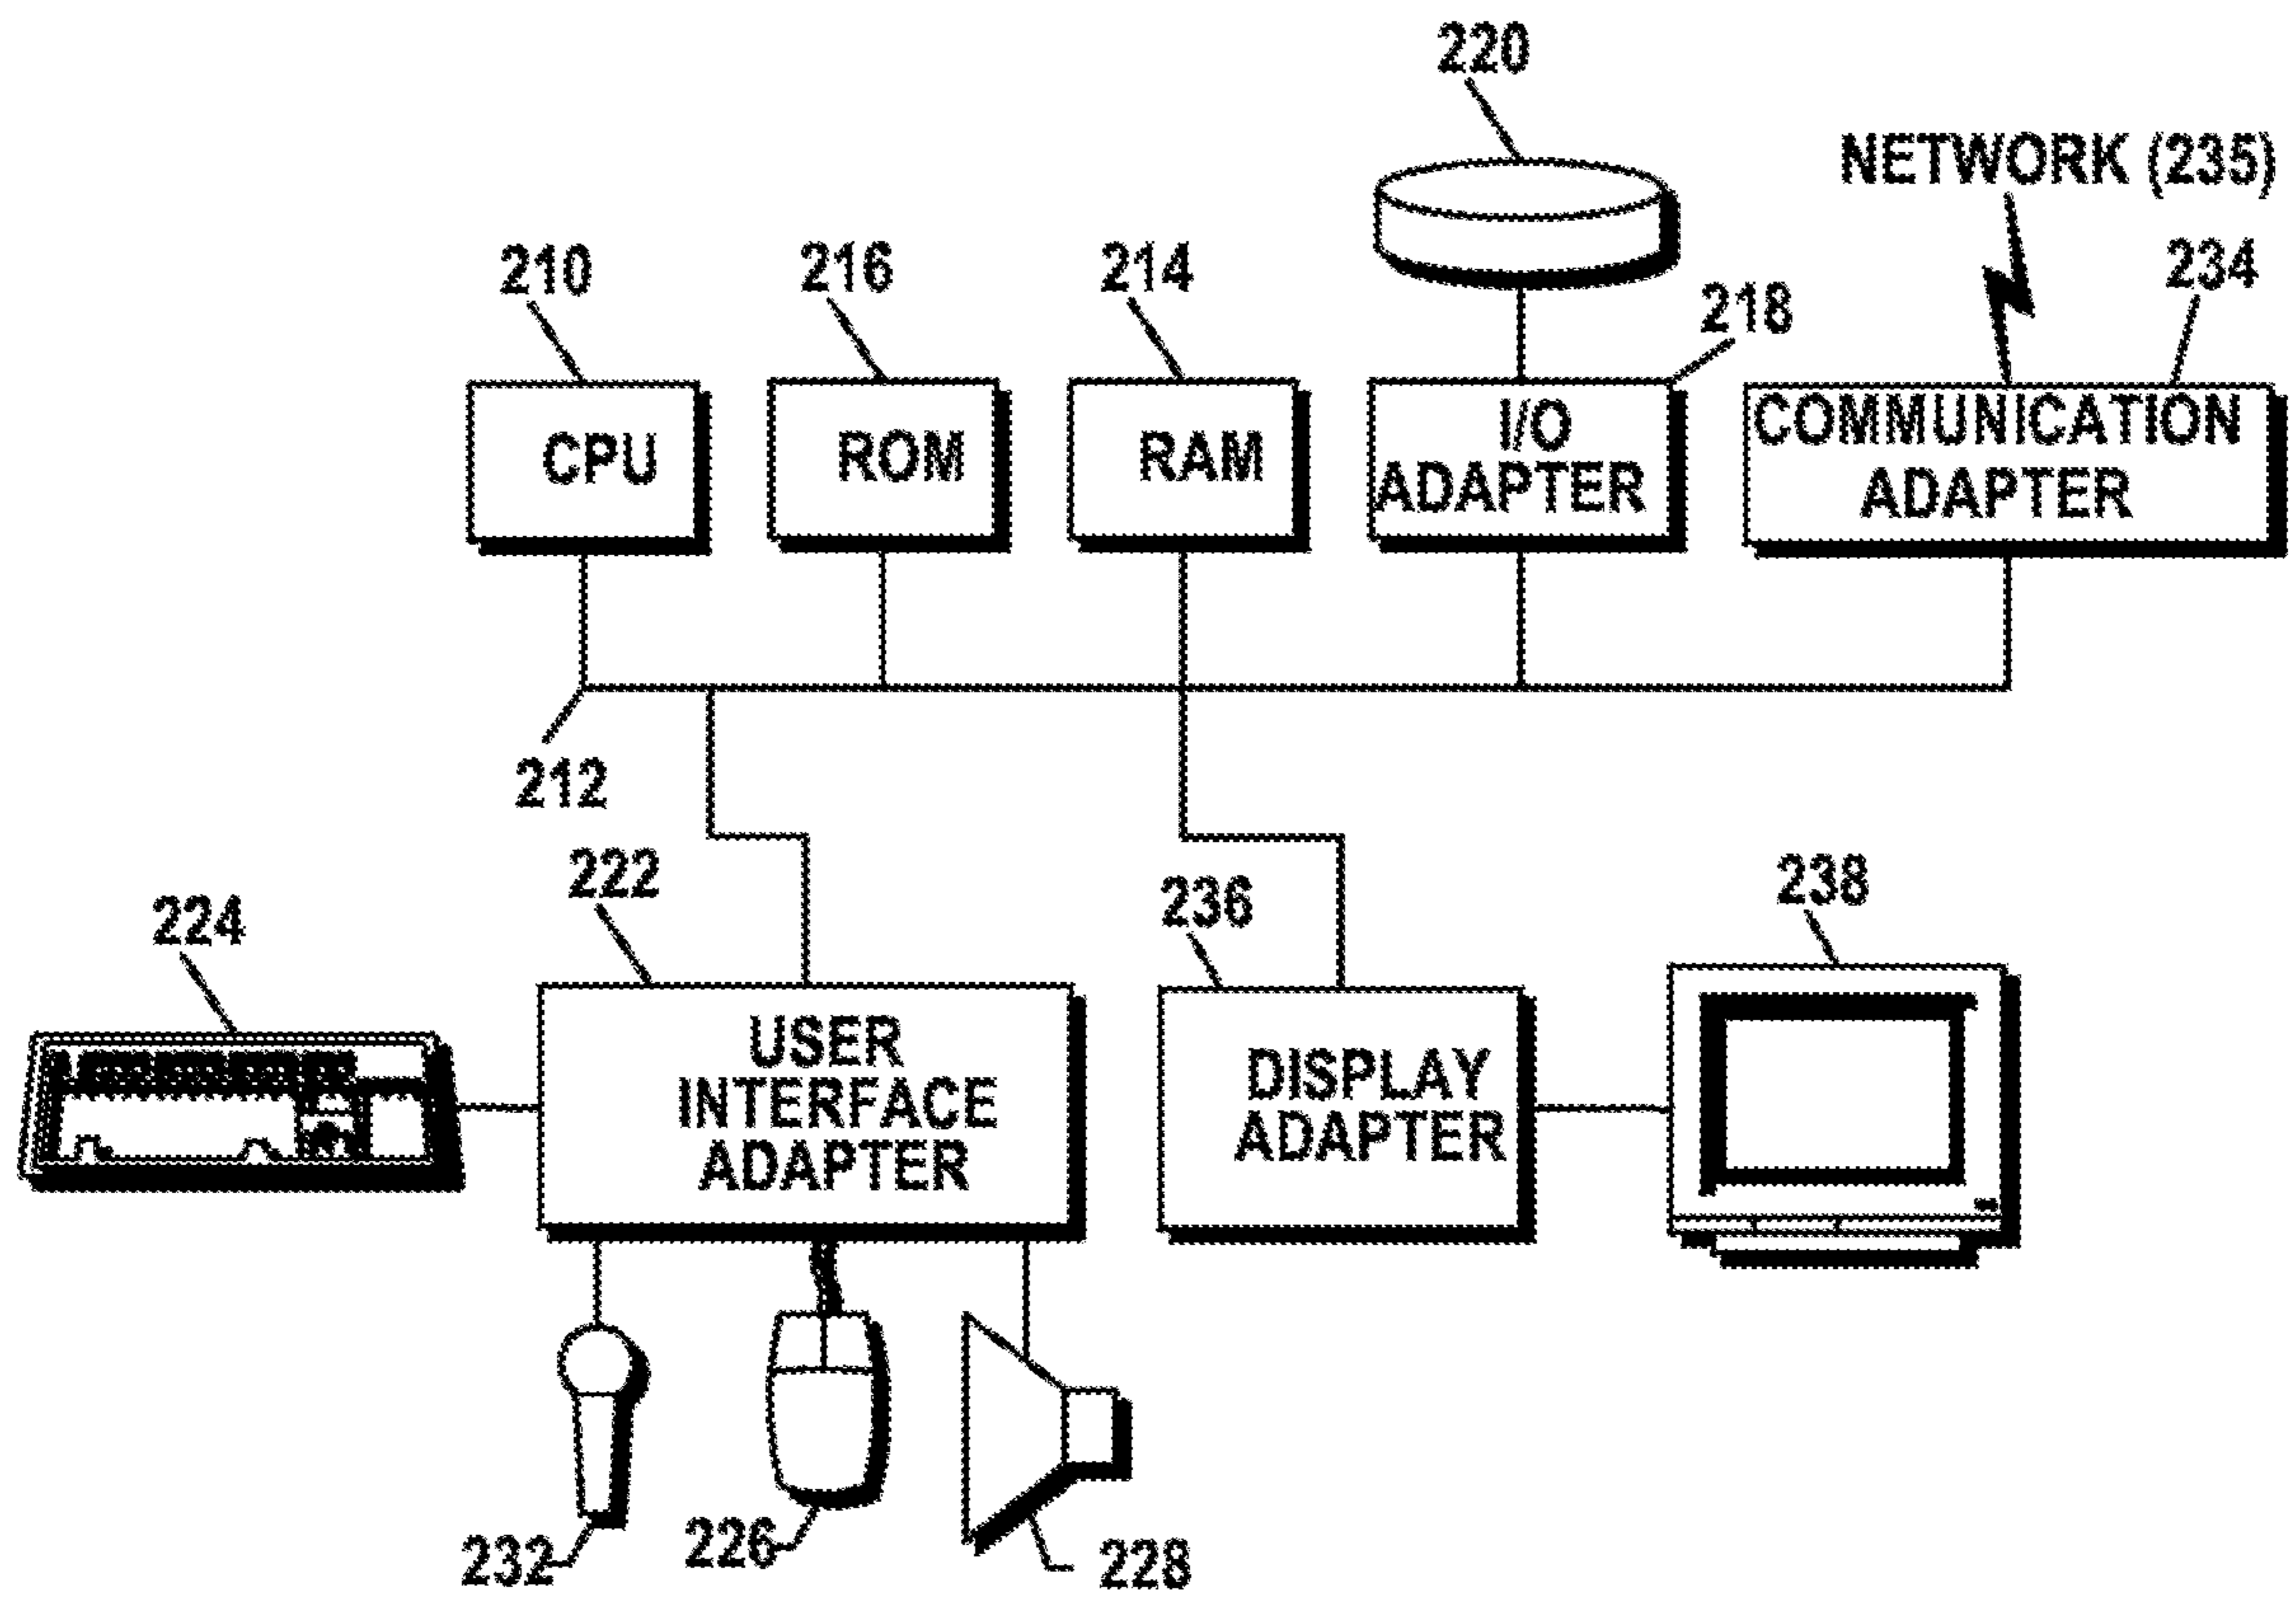 220
NETWORK (235)
210
216
214
218
234
CPU
ROM
RAM
I/O
ADAPTER
COMMUNICATION
ADAPTER
212
222
224
236
238
USER
INTERFACE
ADAPTER
DISPLAY
ADAPTER
232
226
228